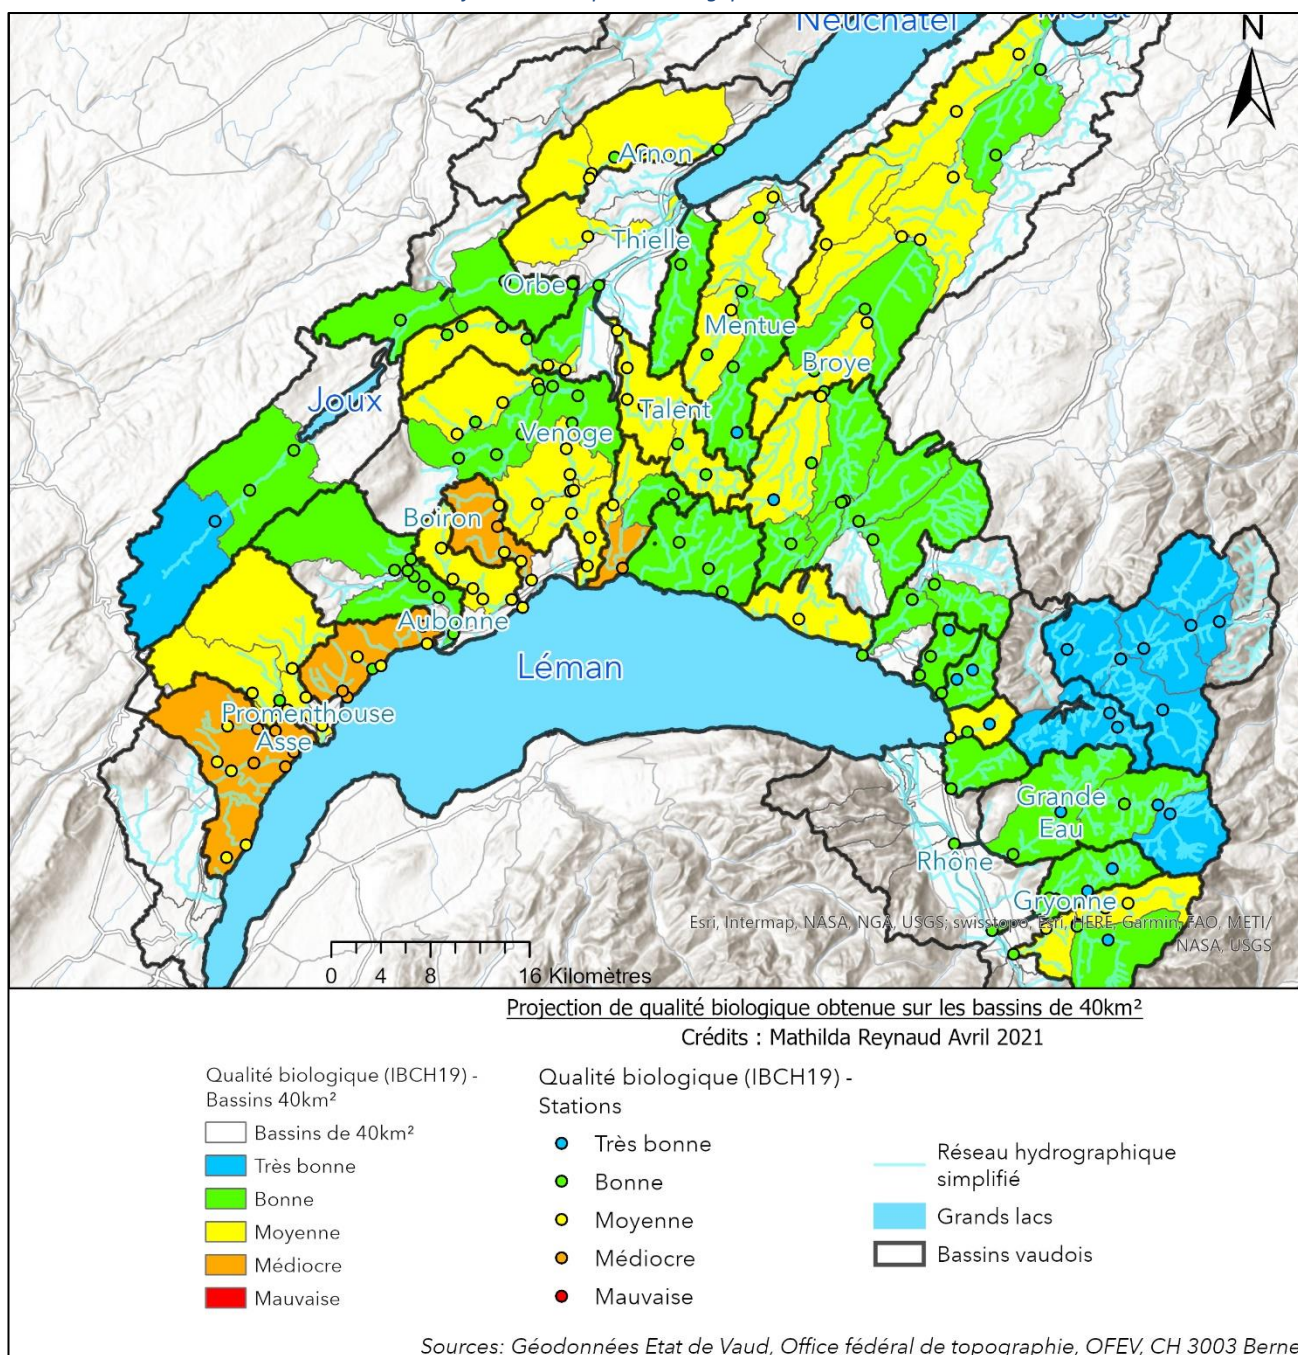 Neuchâtel
N
Arnon
Thielle
Orbe
Mentue
Broye
Joux
Talent
Venoge
Boiron
Aubonne
Léman
Promenthouse
Asse
Grande
Eau
Rhône
Gryonne
Esri, Intermap, NASA, NGA, USGS; swisstopo, Esri, HERE, Garmin, FAO, METI/
NASA, USGS
0 4 8 16 Kilomètres
Projection de qualité biologique obtenue sur les bassins de 40km²
Crédits : Mathilda Reynaud Avril 2021
Qualité biologique (IBCH19) -
Bassins 40km²
Bassins de 40km²
Très bonne
Bonne
Moyenne
Médiocre
Mauvaise
Qualité biologique (IBCH19) -
Stations
Très bonne
Bonne
Moyenne
Médiocre
Mauvaise
Réseau hydrographique
simplifié
Grands lacs
Bassins vaudois
Sources: Géodonnées Etat de Vaud, Office fédéral de topographie, OFEV, CH 3003 Berne